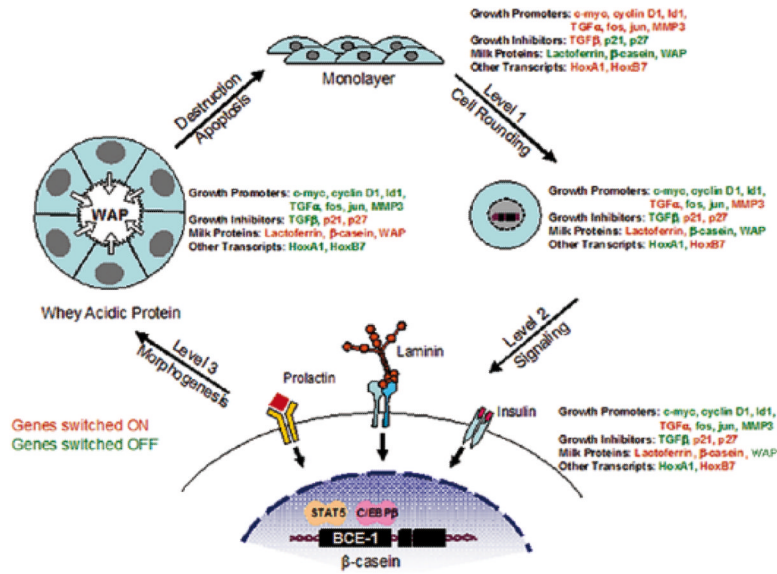 Growth Promoters: c-myc, cyclin D1, Id1,
TGFα, fos, jun, MMP3
Growth Inhibitors: TGFβ, p21, p27
Milk Proteins: Lactoferrin, β-casein, WAP
Other Transcripts: HoxA1, HoxB7
Monolayer
Destruction
Apoptosis
Level 1
Cell Rounding
WAP
Growth Promoters: c-myc, cyclin D1, Id1,
TGFα, fos, jun, MMP3
Growth Inhibitors: TGFβ, p21, p27
Milk Proteins: Lactoferrin, β-casein, WAP
Other Transcripts: HoxA1, HoxB7
Growth Promoters: c-myc, cyclin D1, Id1,
TGFα, fos, jun, MMP3
Growth Inhibitors: TGFβ, p21, p27
Milk Proteins: Lactoferrin, β-casein, WAP
Other Transcripts: HoxA1, HoxB7
Whey Acidic Protein
Level 3
Morphogenesis
Level 2
Signaling
Laminin
Prolactin
Insulin
Genes switched ON
Genes switched OFF
Growth Promoters: c-myc, cyclin D1, Id1,
TGFα, fos, jun, MMP3
Growth Inhibitors: TGFβ, p21, p27
Milk Proteins: Lactoferrin, β-casein, WAP
Other Transcripts: HoxA1, HoxB7
STAT5
C/EBPβ
BCE-1
β-casein